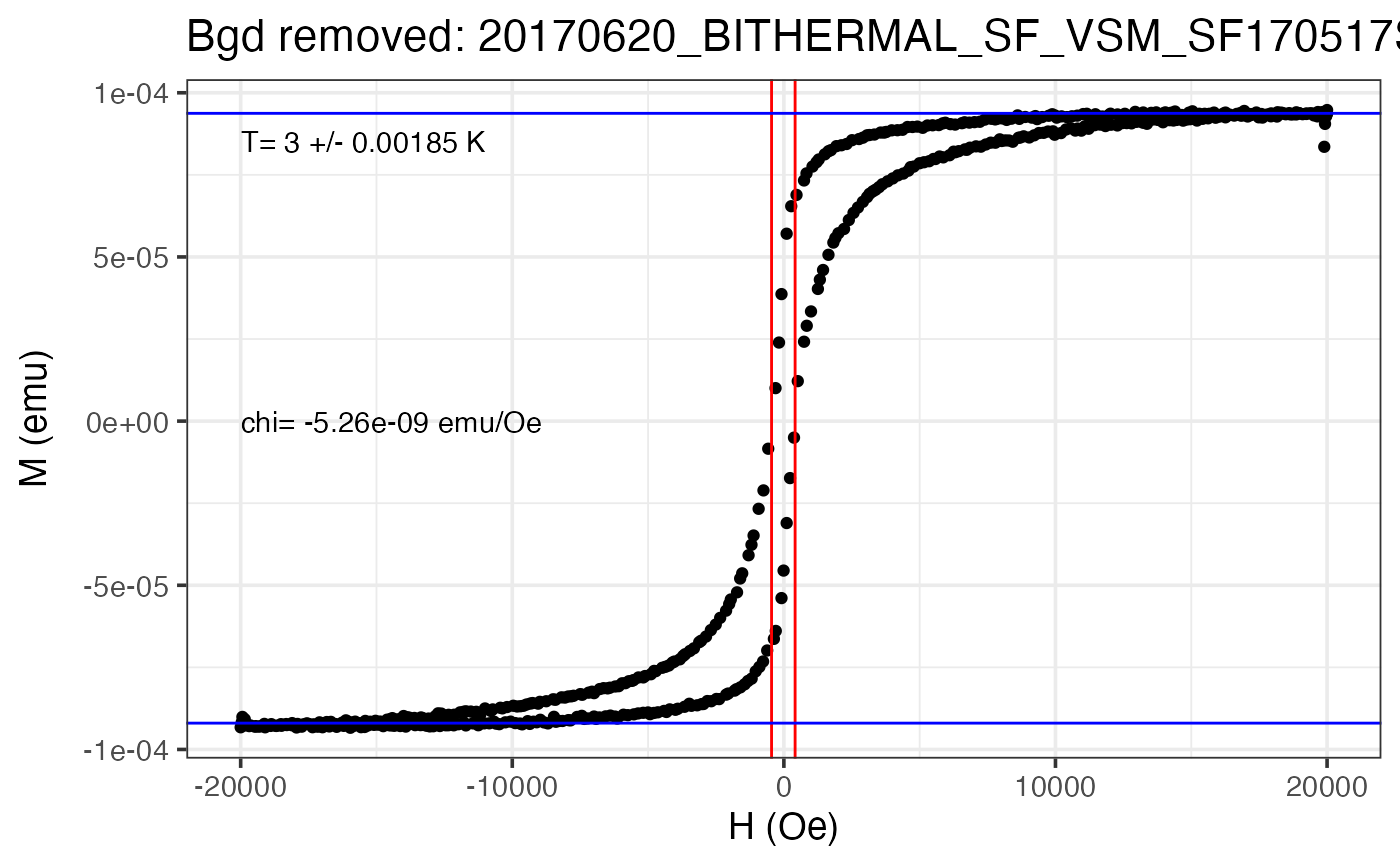 Bgd removed: 20170620_BITHERMAL_SF_VSM_SF170517
1e-04
T= 3 +/- 0.00185 K
5e-05
M (emu)
0e+00
chi= -5.26e-09 emu/Oe
-5e-05
-1e-04
-20000 -10000 0 10000 20000
H (Oe)